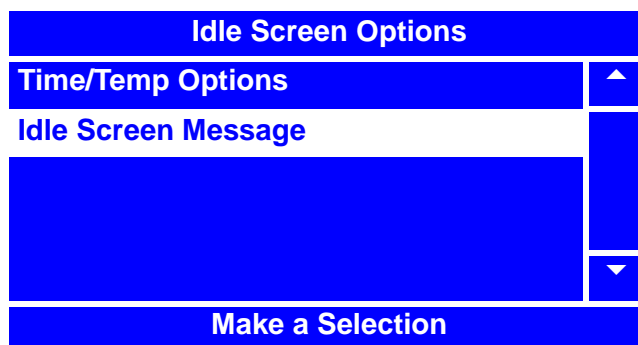 Idle Screen Options
Time/Temp Options
Idle Screen Message
Make a Selection